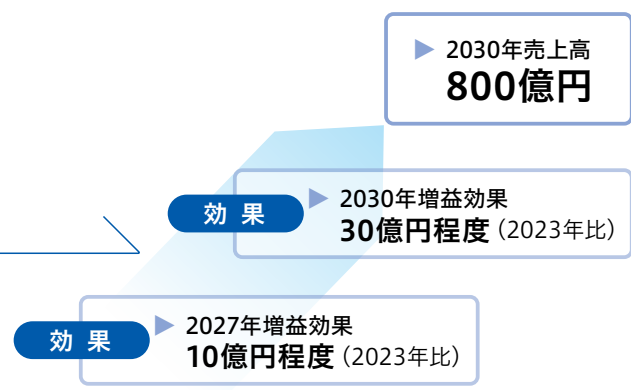 ▶ 2030年売上高
800億円
効果
▶ 2030年増益効果
30億円程度（2023年比）
効果
▶ 2027年増益効果
10億円程度（2023年比）